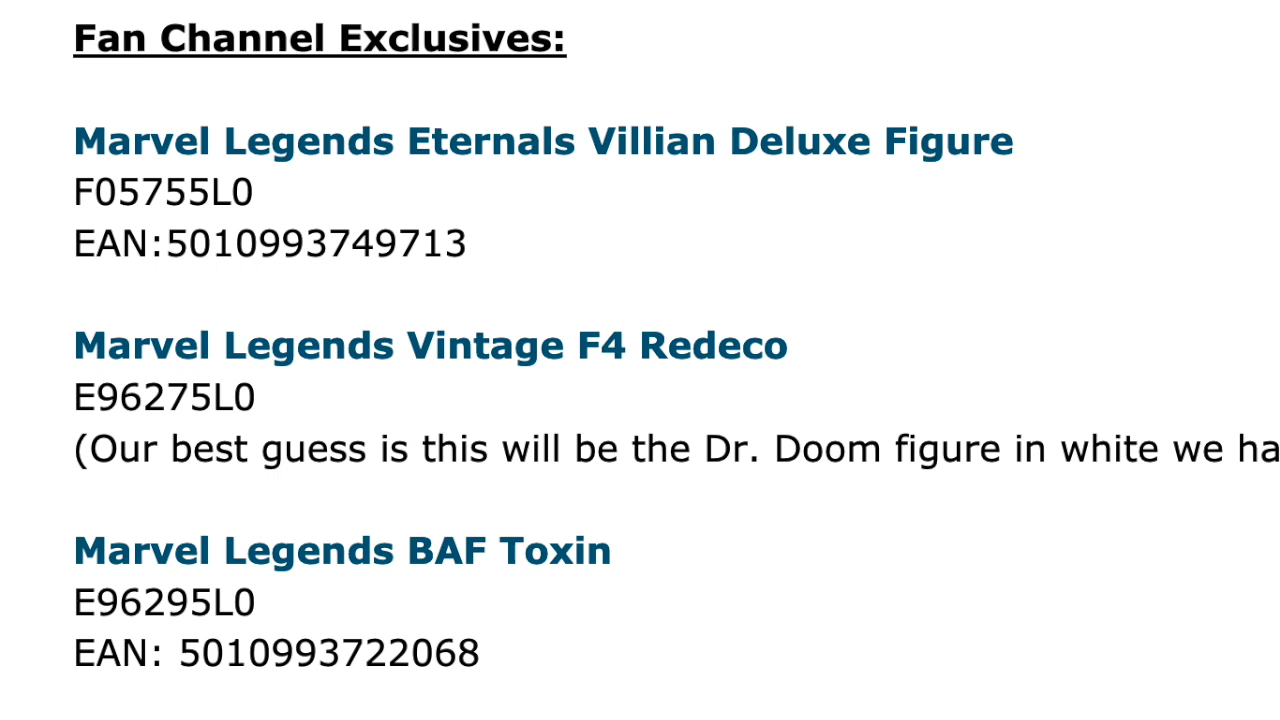 Fan Channel Exclusives:
Marvel Legends Eternals Villian Deluxe Figure
F05755L0
EAN:5010993749713
Marvel Legends Vintage F4 Redeco
E96275L0
(Our best guess is this will be the Dr. Doom figure in white we ha
Marvel Legends BAF Toxin
E96295L0
EAN: 5010993722068